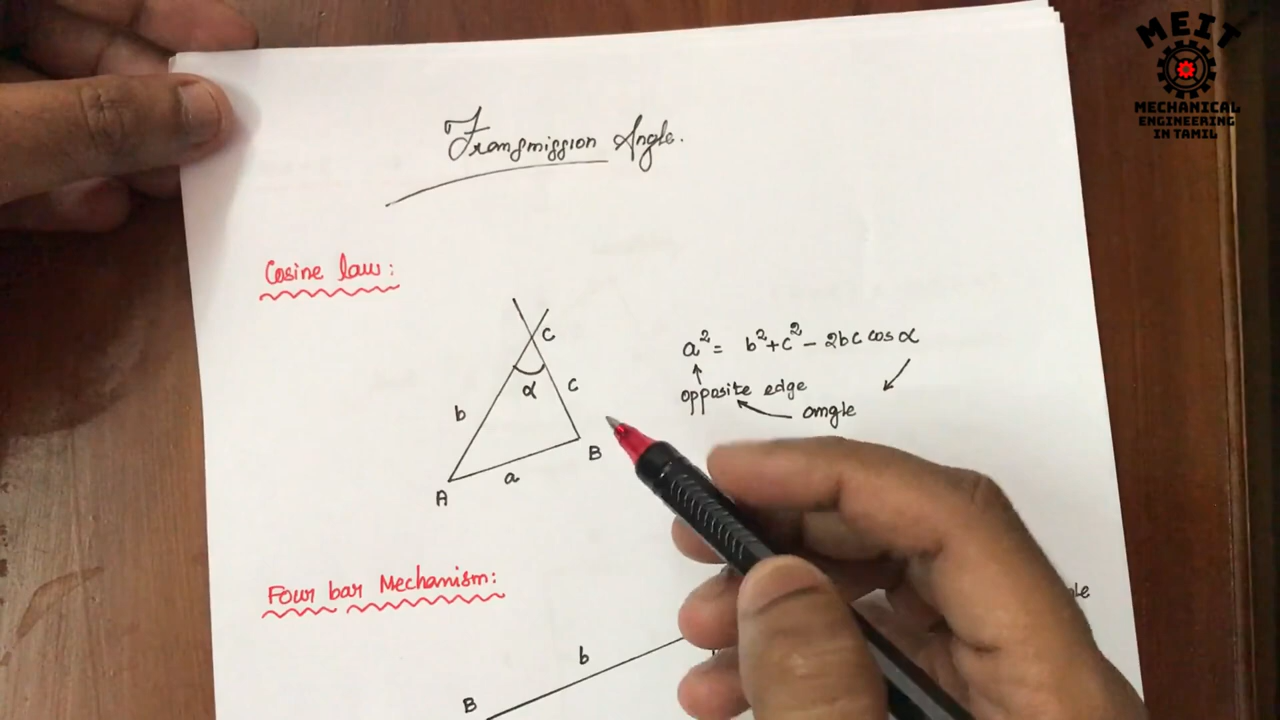 MEIT
MECHANICAL
ENGINEERING
IN TAMIL
Transmission Angle.
Cosine law:
C
α
c
b
a
B
A
a² = b² + c² - 2bc cos α
opposite edge
angle
Four bar Mechanism:
b
B